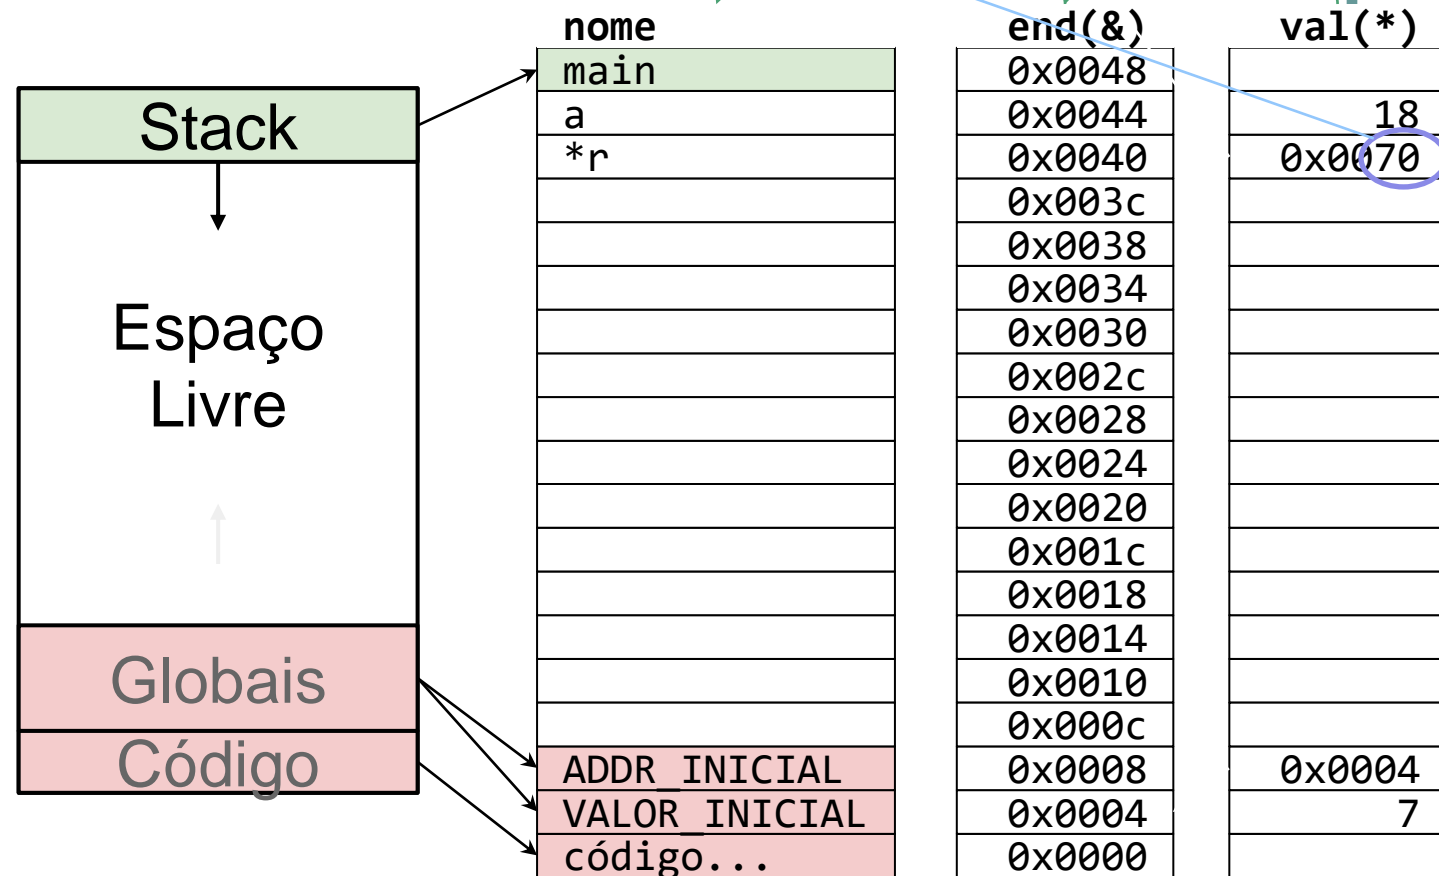 nome end(&) val(*)
main 0x0048
Stack
a 0x0044 18
*r 0x0040 0x0070
0x003c
0x0038
0x0034
Espaço
Livre
0x0030
0x002c
0x0028
0x0024
0x0020
0x001c
0x0018
0x0014
Globais
0x0010
0x000c
Código
ADDR_INICIAL 0x0008 0x0004
VALOR_INICIAL 0x0004 7
código... 0x0000